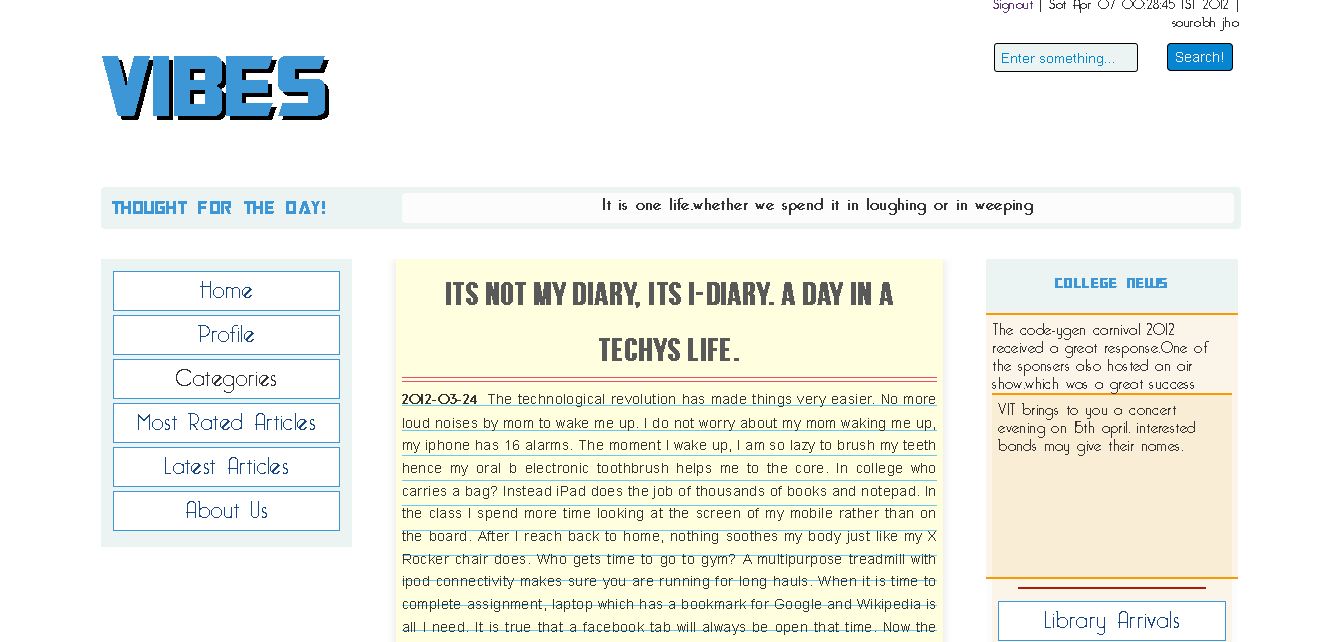 Signout | Sat Apr 07 00:28:45 IST 2012 |
sourabh jha
Enter something...
Search!
VIBES
THOUGHT FOR THE DAY!
It is one life.whether we spend it in laughing or in weeping
Home
Profile
Categories
Most Rated Articles
Latest Articles
About Us
ITS NOT MY DIARY, ITS I-DIARY. A DAY IN A
TECHYS LIFE.
2012-03-24 The technological revolution has made things very easier. No more
loud noises by mom to wake me up. I do not worry about my mom waking me up,
my iphone has 16 alarms. The moment I wake up, I am so lazy to brush my teeth
hence my oral b electronic toothbrush helps me to the core. In college who
carries a bag? Instead iPad does the job of thousands of books and notepad. In
the class I spend more time looking at the screen of my mobile rather than on
the board. After I reach back to home, nothing soothes my body just like my X
Rocker chair does. Who gets time to go to gym? A multipurpose treadmill with
ipod connectivity makes sure you are running for long hauls. When it is time to
complete assignment, laptop which has a bookmark for Google and Wikipedia is
all I need. It is true that a facebook tab will always be open that time. Now the
COLLEGE NEWS
The code-ygen carnival 2012
received a great response.One of
the sponsers also hosted an air
show.which was a great success
VIT brings to you a concert
evening on 15th april. interested
bands may give their names.
Library Arrivals